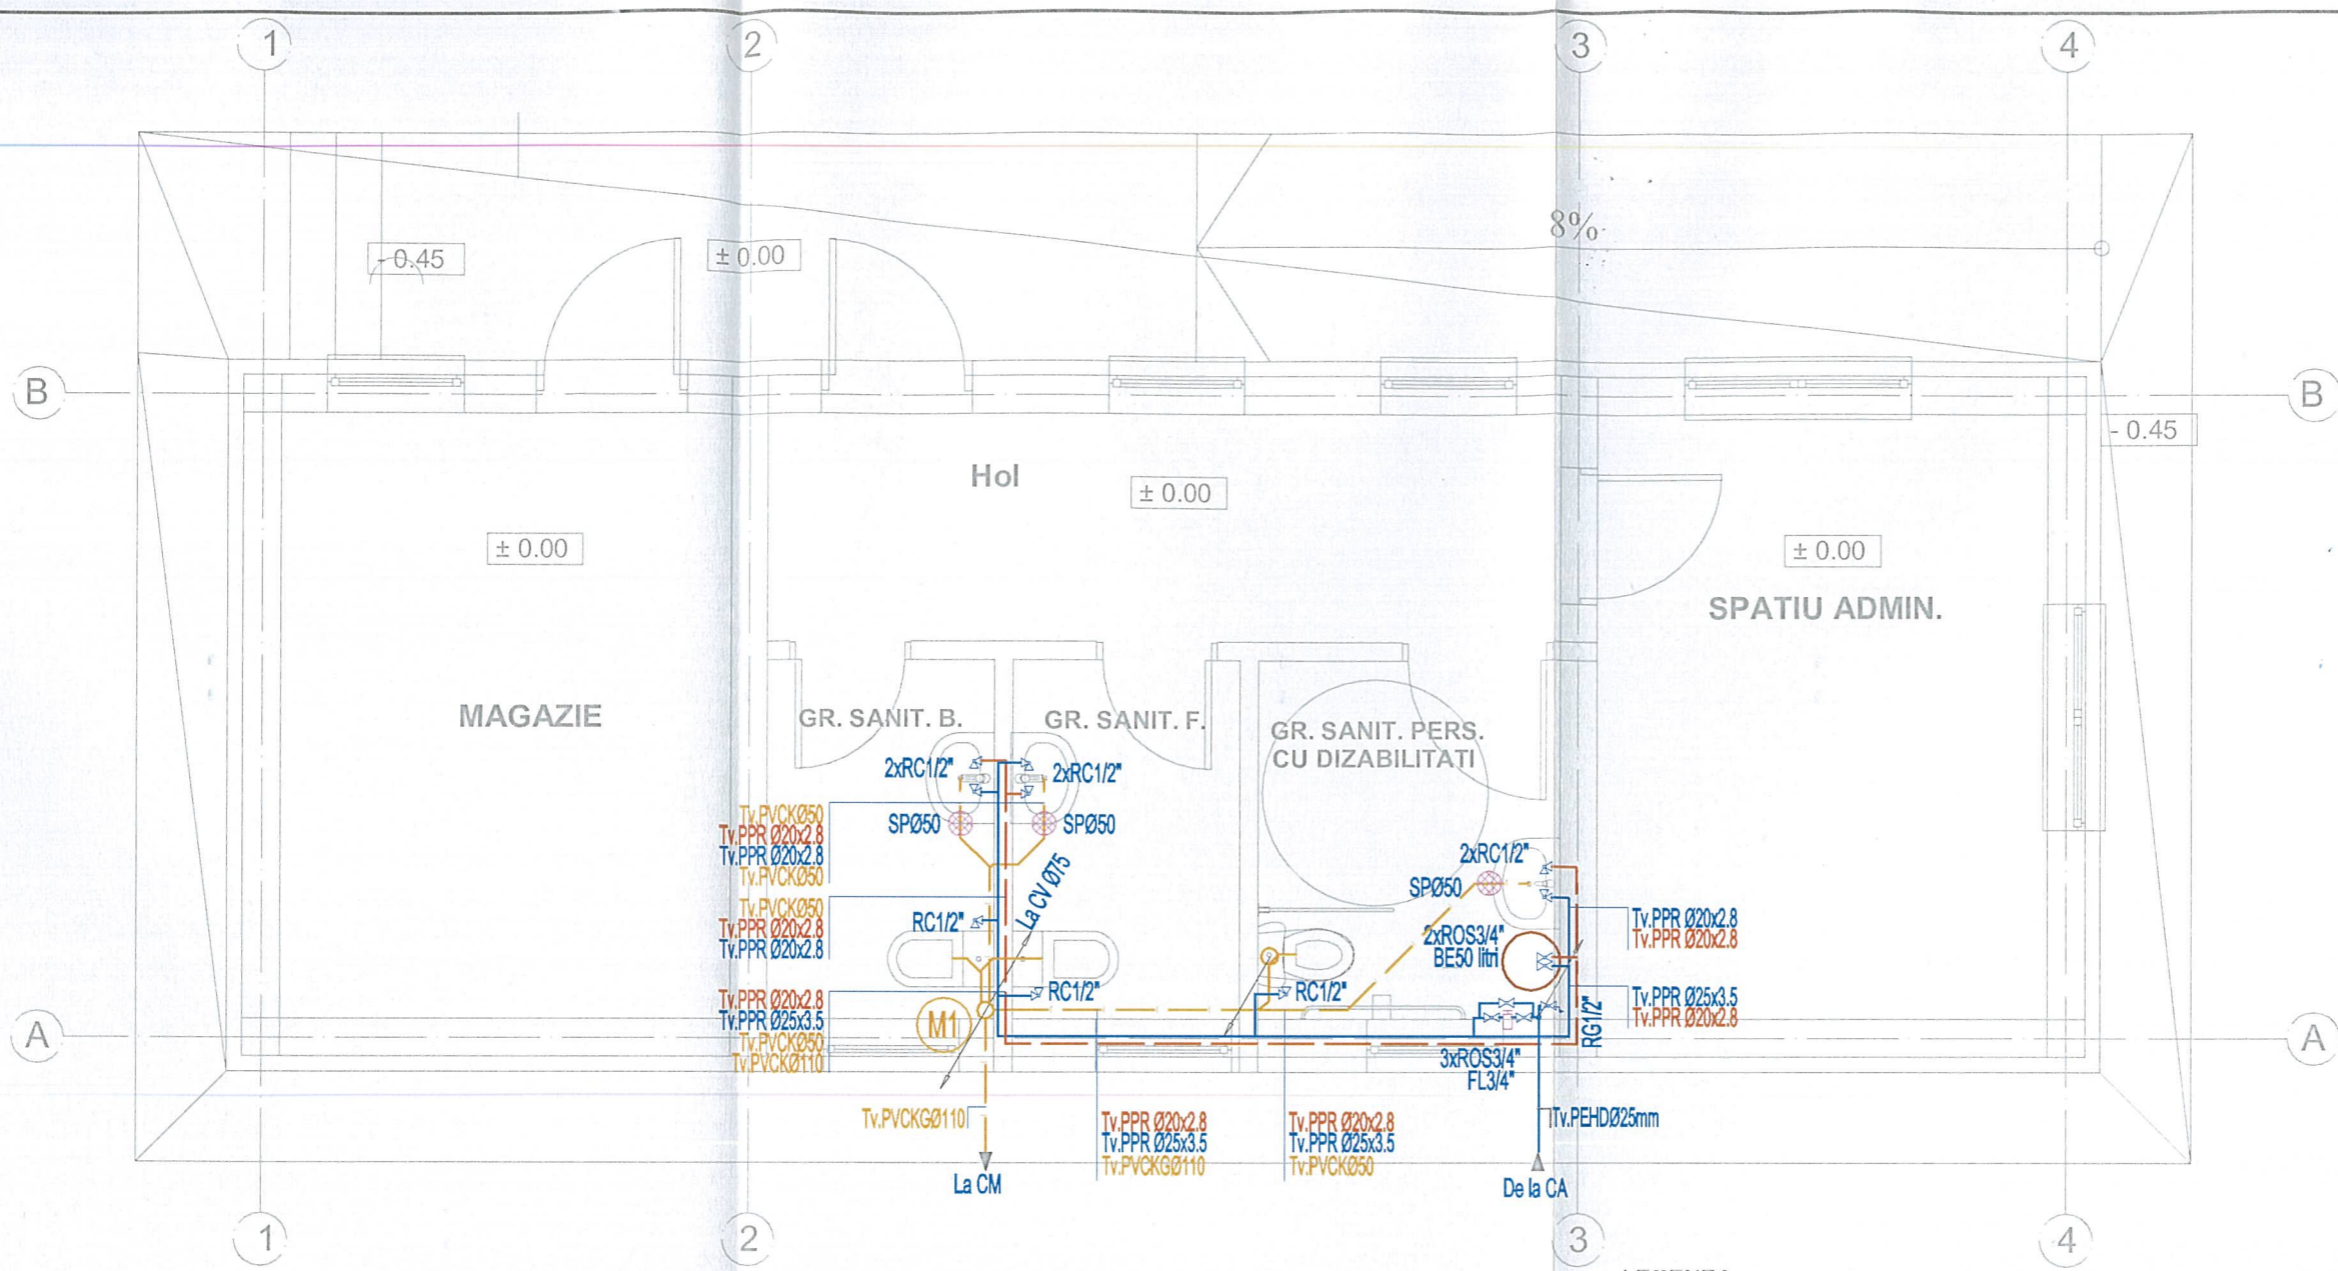 1
2
3
4
8%
- 0.45
± 0.00
B
B
- 0.45
Hol
± 0.00
± 0.00
± 0.00
SPATIU ADMIN.
MAGAZIE
GR. SANIT. B.
GR. SANIT. F.
GR. SANIT. PERS.
CU DIZABILITATI
2xRC1/2"
2xRC1/2"
Tv.PVCKØ50
Tv.PPR Ø20x2.8
Tv.PPR Ø20x2.8
Tv.PVCKØ50
SPØ50
SPØ50
2xRC1/2"
SPØ50
La CV Ø75
Tv.PVCKØ50
Tv.PPR Ø20x2.8
Tv.PPR Ø20x2.8
RC1/2"
2xROS3/4"
BE50 litri
Tv.PPR Ø20x2.8
Tv.PPR Ø20x2.8
Tv.PPR Ø20x2.8
Tv.PPR Ø25x3.5
Tv.PVCKØ50
Tv.PVCKØ110
RC1/2"
RC1/2"
Tv.PPR Ø25x3.5
Tv.PPR Ø20x2.8
RG1/2"
A
M1
A
3xROS3/4"
FL3/4"
Tv.PVCKGØ110
Tv.PPR Ø20x2.8
Tv.PPR Ø25x3.5
Tv.PVCKGØ110
Tv.PPR Ø20x2.8
Tv.PPR Ø25x3.5
Tv.PVCKØ50
Tv.PEHDØ25mm
La CM
De la CA
1
2
3
4